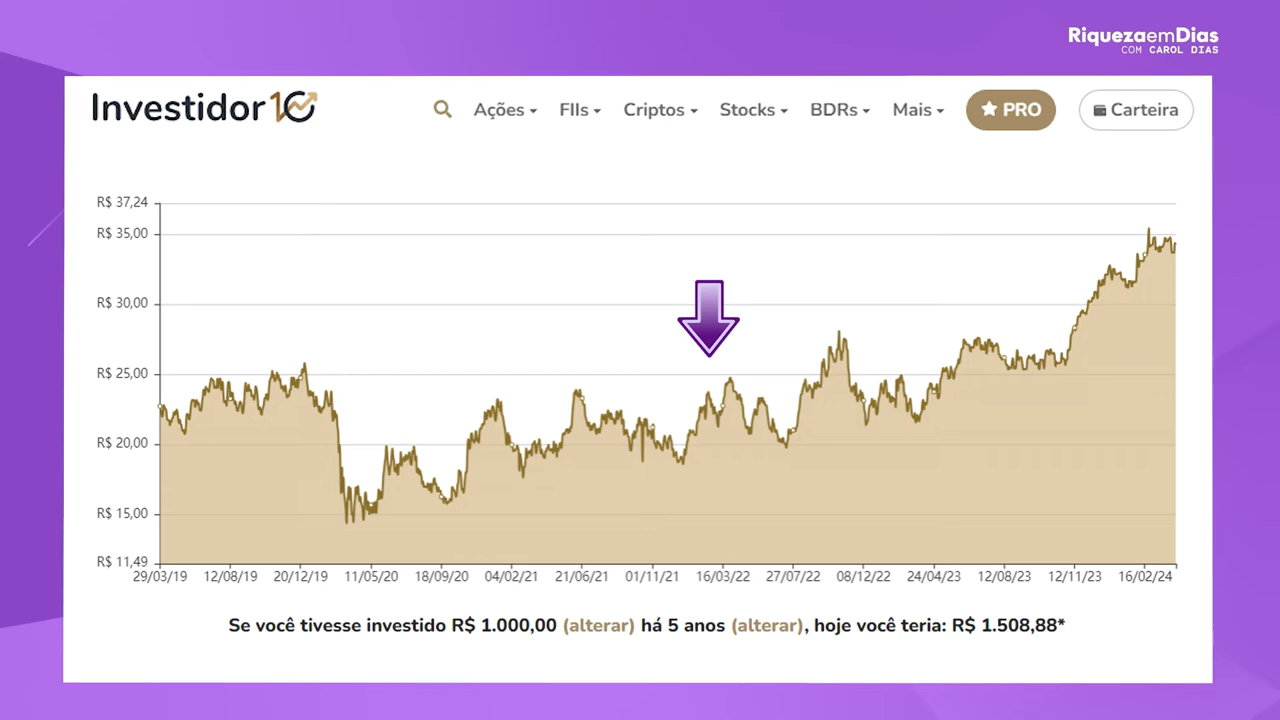 RiquezaemDias
COM CAROL DIAS
Investidor 10
Ações
FIIs
Criptos
Stocks
BDRs
Mais
PRO
Carteira
R$ 37,24
R$ 35,00
R$ 30,00
R$ 25,00
R$ 20,00
R$ 15,00
R$ 11,49
29/03/19 12/08/19 20/12/19 11/05/20 18/09/20 04/02/21 21/06/21 01/11/21 16/03/22 27/07/22 08/12/22 24/04/23 12/08/23 12/11/23 16/02/24
Se você tivesse investido R$ 1.000,00 (alterar) há 5 anos (alterar), hoje você teria: R$ 1.508,88*